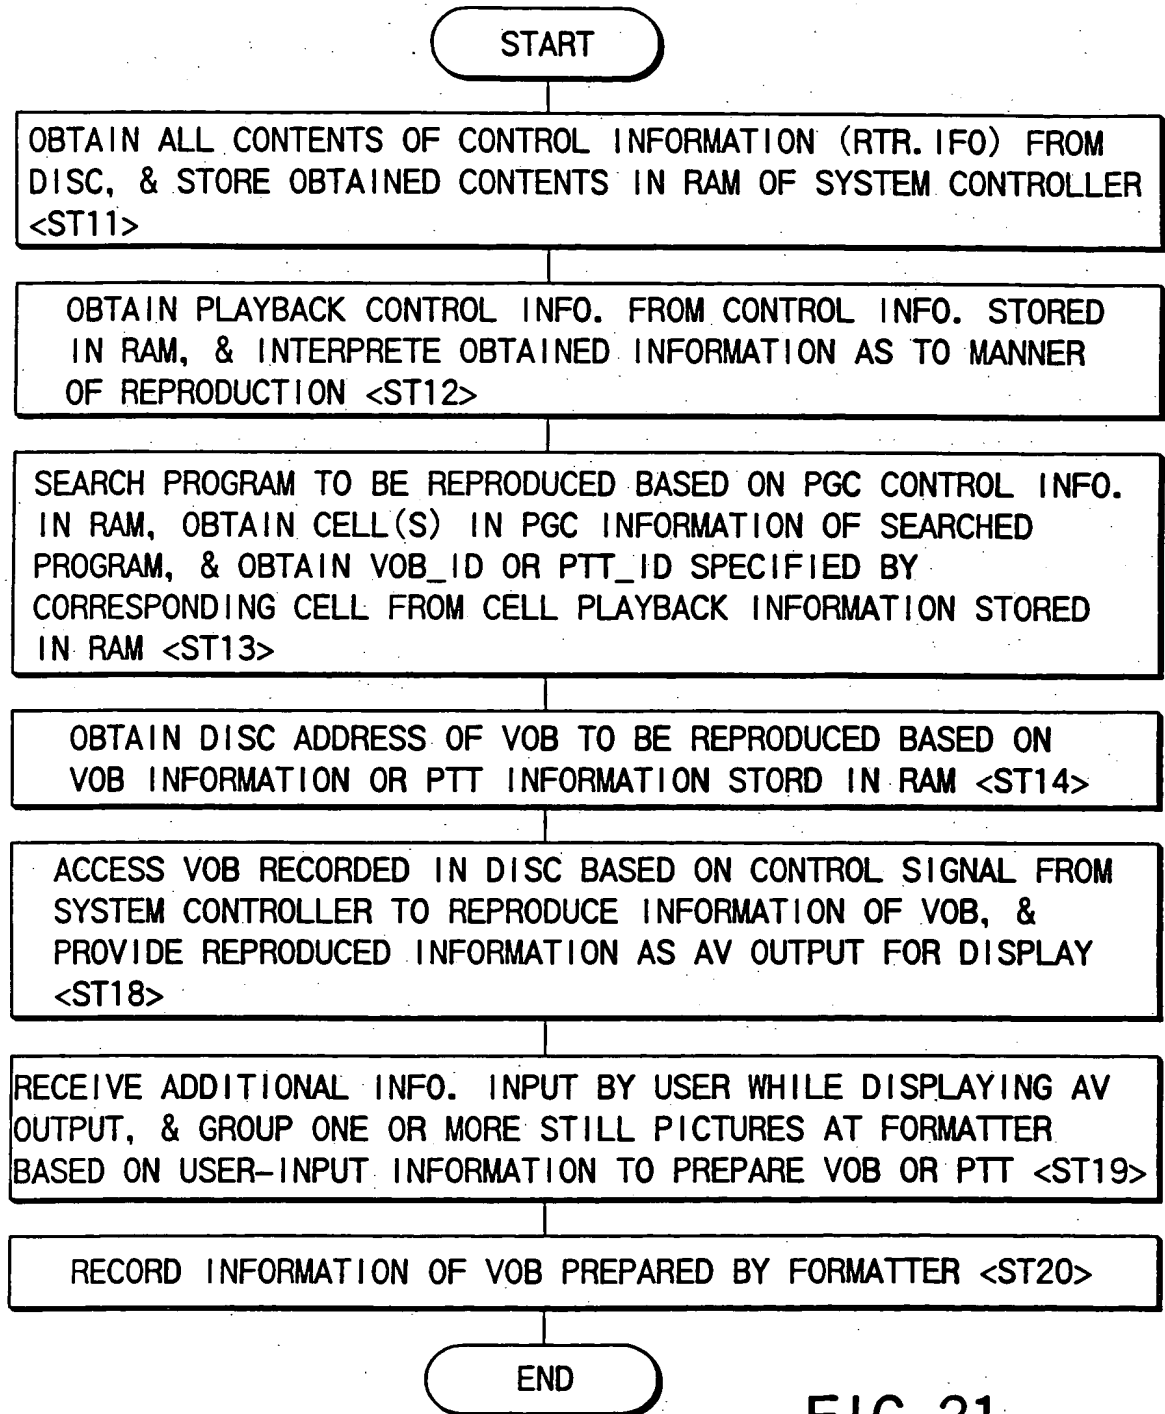 START
OBTAIN ALL CONTENTS OF CONTROL INFORMATION (RTR.IFO) FROM
DISC, & STORE OBTAINED CONTENTS IN RAM OF SYSTEM CONTROLLER
<ST11>
OBTAIN PLAYBACK CONTROL INFO. FROM CONTROL INFO. STORED
IN RAM, & INTERPRETE OBTAINED INFORMATION AS TO MANNER
OF REPRODUCTION <ST12>
SEARCH PROGRAM TO BE REPRODUCED BASED ON PGC CONTROL INFO.
IN RAM, OBTAIN CELL(S) IN PGC INFORMATION OF SEARCHED
PROGRAM, & OBTAIN VOB_ID OR PTT_ID SPECIFIED BY
CORRESPONDING CELL FROM CELL PLAYBACK INFORMATION STORED
IN RAM <ST13>
OBTAIN DISC ADDRESS OF VOB TO BE REPRODUCED BASED ON
VOB INFORMATION OR PTT INFORMATION STORD IN RAM <ST14>
ACCESS VOB RECORDED IN DISC BASED ON CONTROL SIGNAL FROM
SYSTEM CONTROLLER TO REPRODUCE INFORMATION OF VOB, &
PROVIDE REPRODUCED INFORMATION AS AV OUTPUT FOR DISPLAY
<ST18>
RECEIVE ADDITIONAL INFO. INPUT BY USER WHILE DISPLAYING AV
OUTPUT, & GROUP ONE OR MORE STILL PICTURES AT FORMATTER
BASED ON USER-INPUT INFORMATION TO PREPARE VOB OR PTT <ST19>
RECORD INFORMATION OF VOB PREPARED BY FORMATTER <ST20>
END
FIG. 21